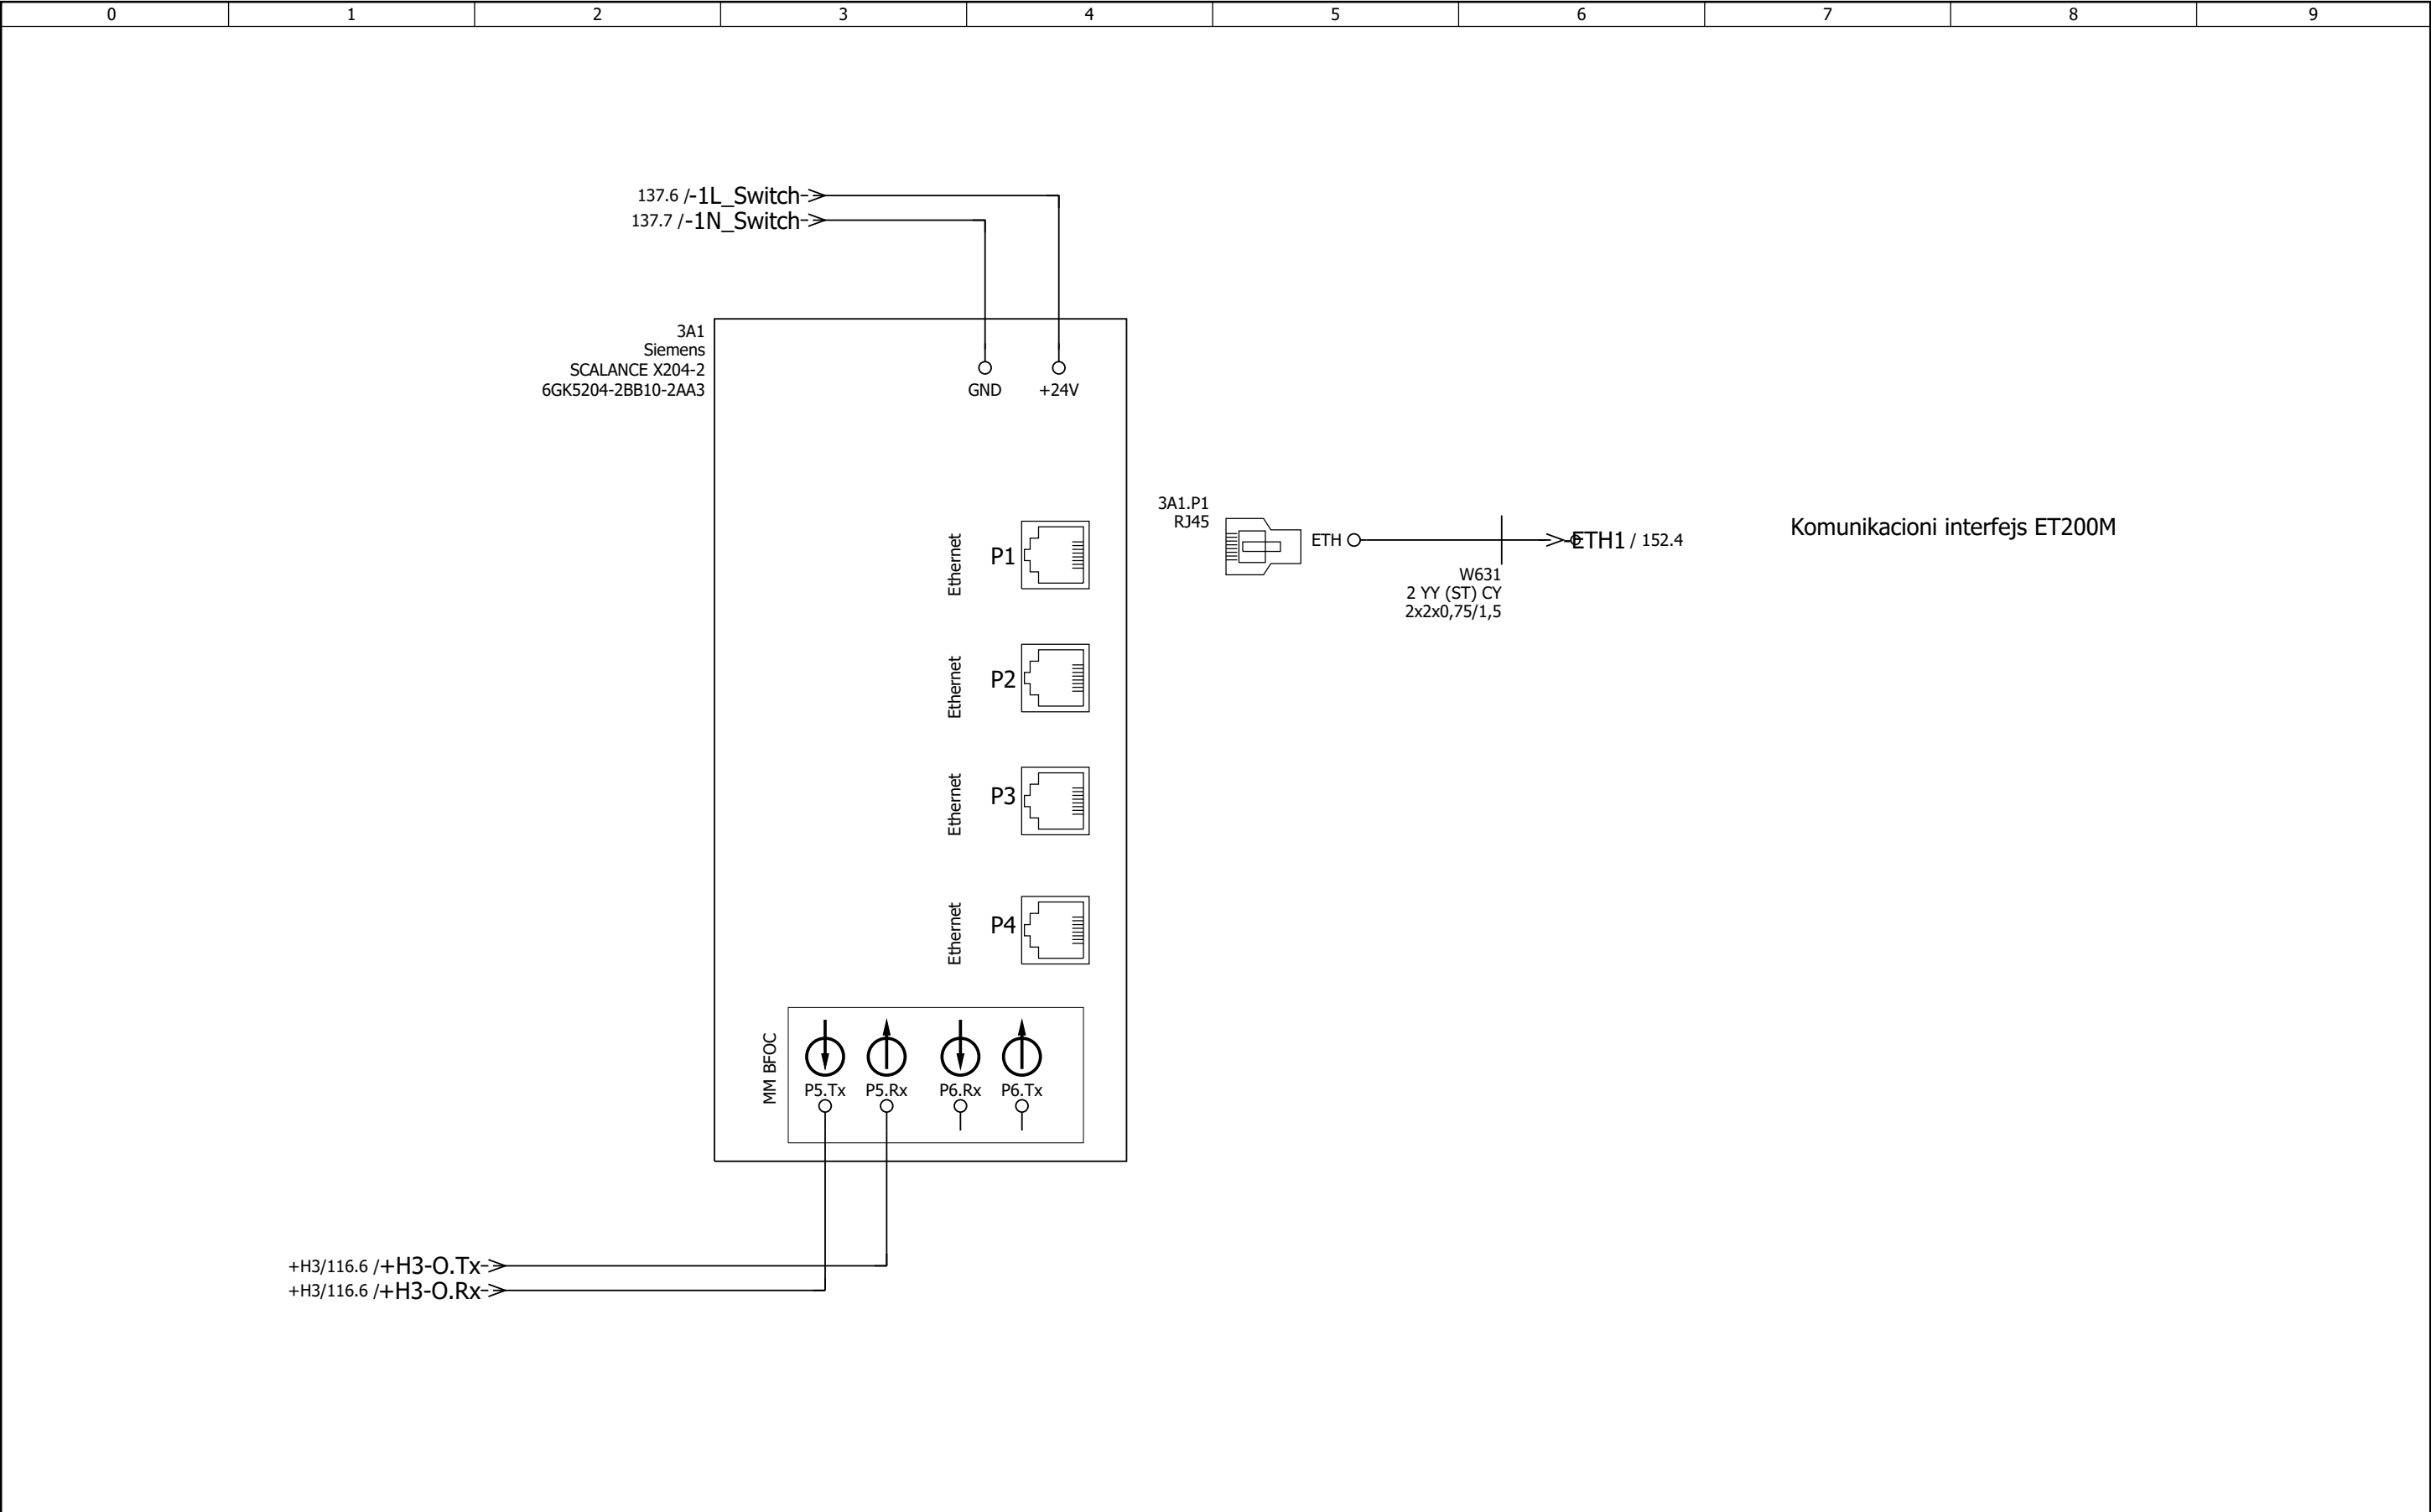 0 1 2 3 4 5 6 7 8 9
137.6 /-1L_Switch
137.7 /-1N_Switch
3A1
Siemens
SCALANCE X204-2
6GK5204-2BB10-2AA3
GND +24V
3A1.P1
RJ45
ETH
-ETH1 / 152.4
Komunikacioni interfejs ET200M
W631
2 YY (ST) CY
2x2x0,75/1,5
Ethernet P1
Ethernet P2
Ethernet P3
Ethernet P4
MM BFOC
P5.Tx P5.Rx P6.Rx P6.Tx
+H3/116.6 /+H3-O.Tx
+H3/116.6 /+H3-O.Rx